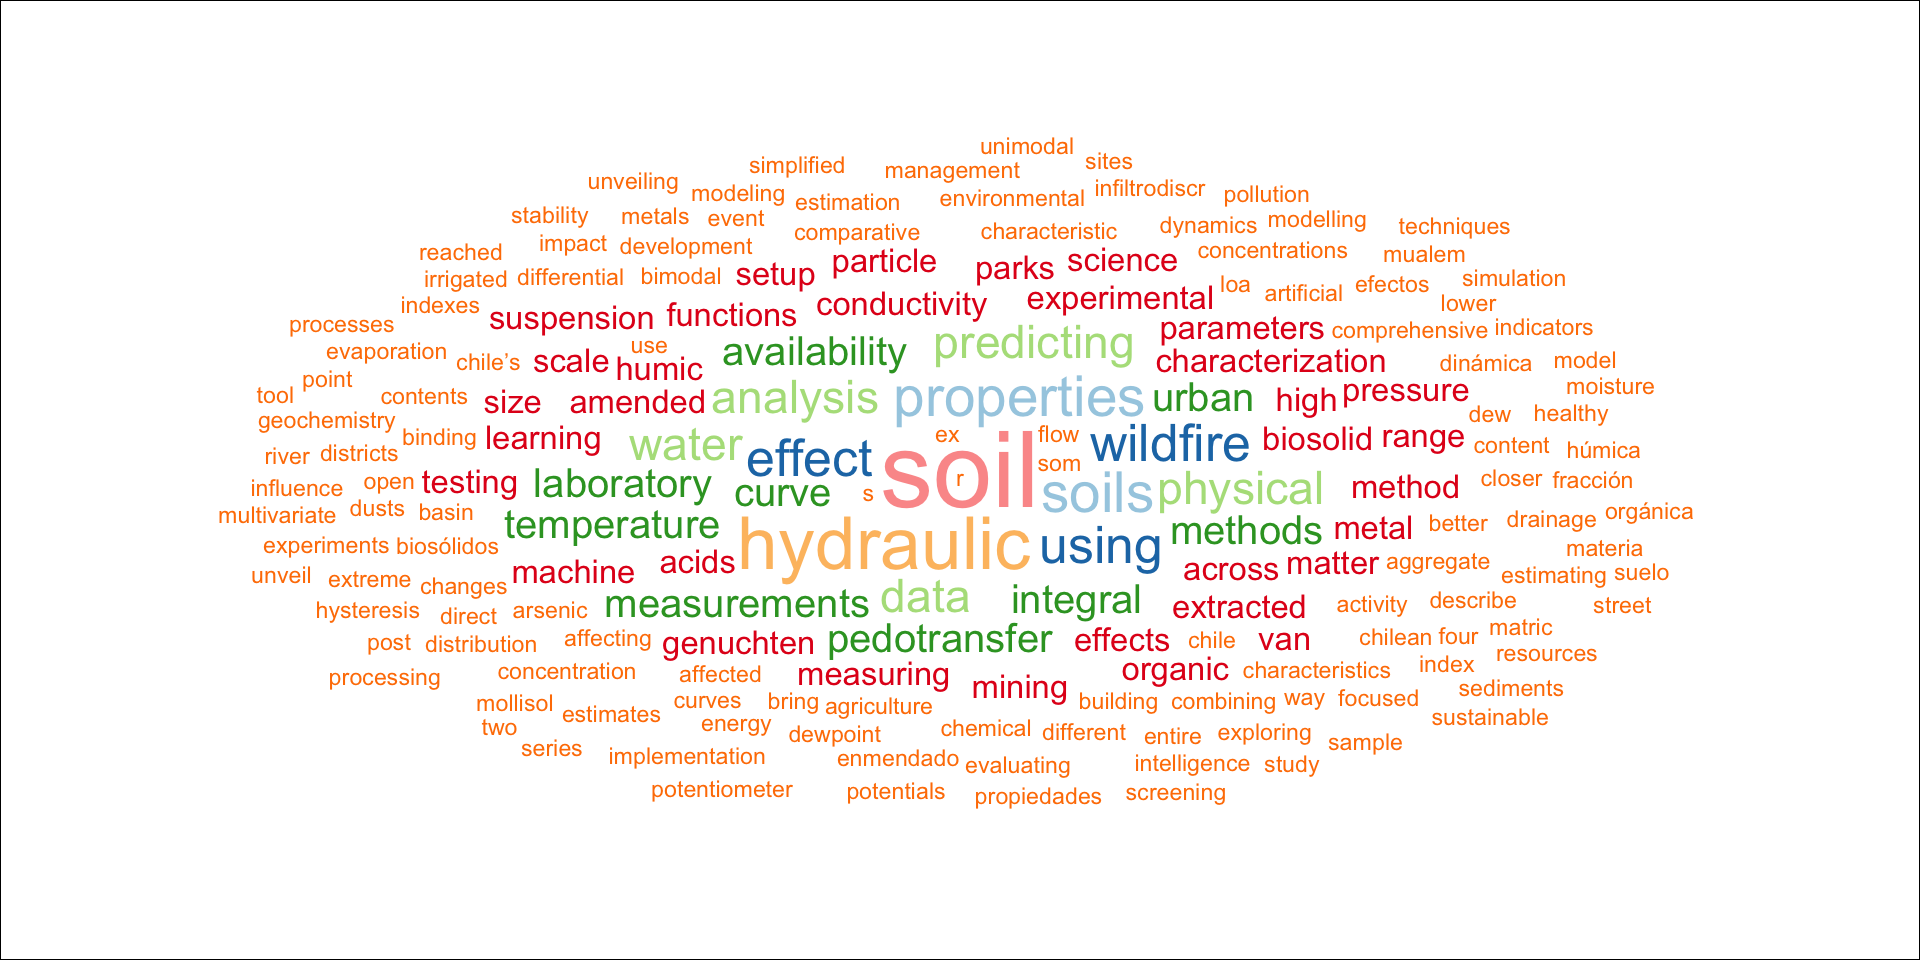 unimodal
simplified management sites
unveiling modeling estimation environmental infiltrodiscr pollution
stability metals event comparative characteristic dynamics modelling techniques
reached impact development particle parks science concentrations mualem
irrigated differential bimodal setup experimental loa artificial efectos simulation
indexes suspension functions conductivity parameters comprehensive indicators lower
processes use availability predicting characterization
evaporation chile’s scale humic dinámica model
tool point contents size amended analysis properties urban high pressure moisture
geochemistry binding learning water effect ex flow wildfire biosolid range dew healthy
river districts som content húmica
influence open testing laboratory curve s r soil soils physical method closer fracción
multivariate dusts basin temperature hydraulic using methods metal better drainage orgánica
experiments biosólidos machine acids across matter aggregate materia
unveil extreme changes estimating suelo
hysteresis direct arsenic measurements data integral extracted activity describe street
post distribution affecting genuchten pedotransfer effects chile van chilean four matric
processing concentration affected measuring mining organic characteristics index resources
mollisol estimates curves bring agriculture building combining way focused sediments
two energy dewpoint chemical different entire exploring sample sustainable
series implementation enmendado evaluating intelligence study
potentiometer potentials propiedades screening